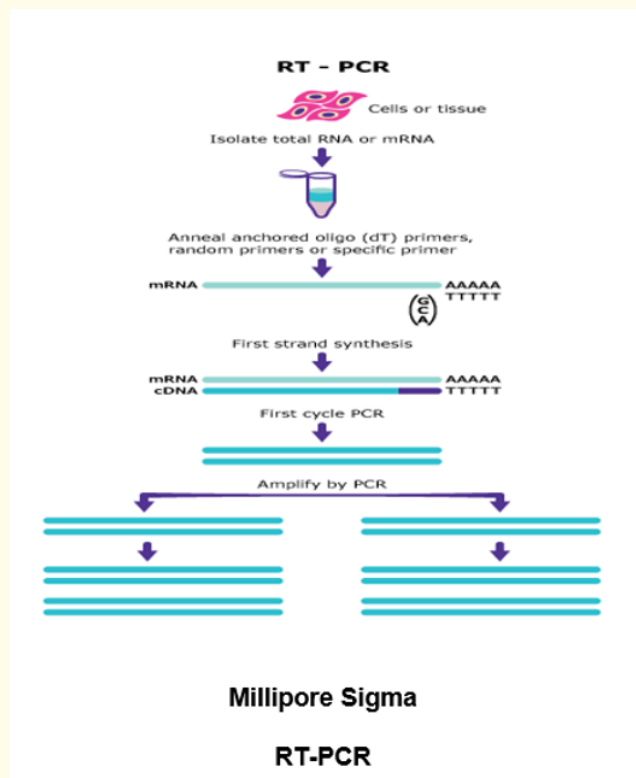 RT - PCR
Cells or tissue
Isolate total RNA or mRNA
Anneal anchored oligo (dT) primers,
random primers or specific primer
mRNA AAAAA
TTTTT
(G
C
A)
First strand synthesis
mRNA AAAAA
cDNA TTTTT
First cycle PCR
Amplify by PCR
Millipore Sigma
RT-PCR